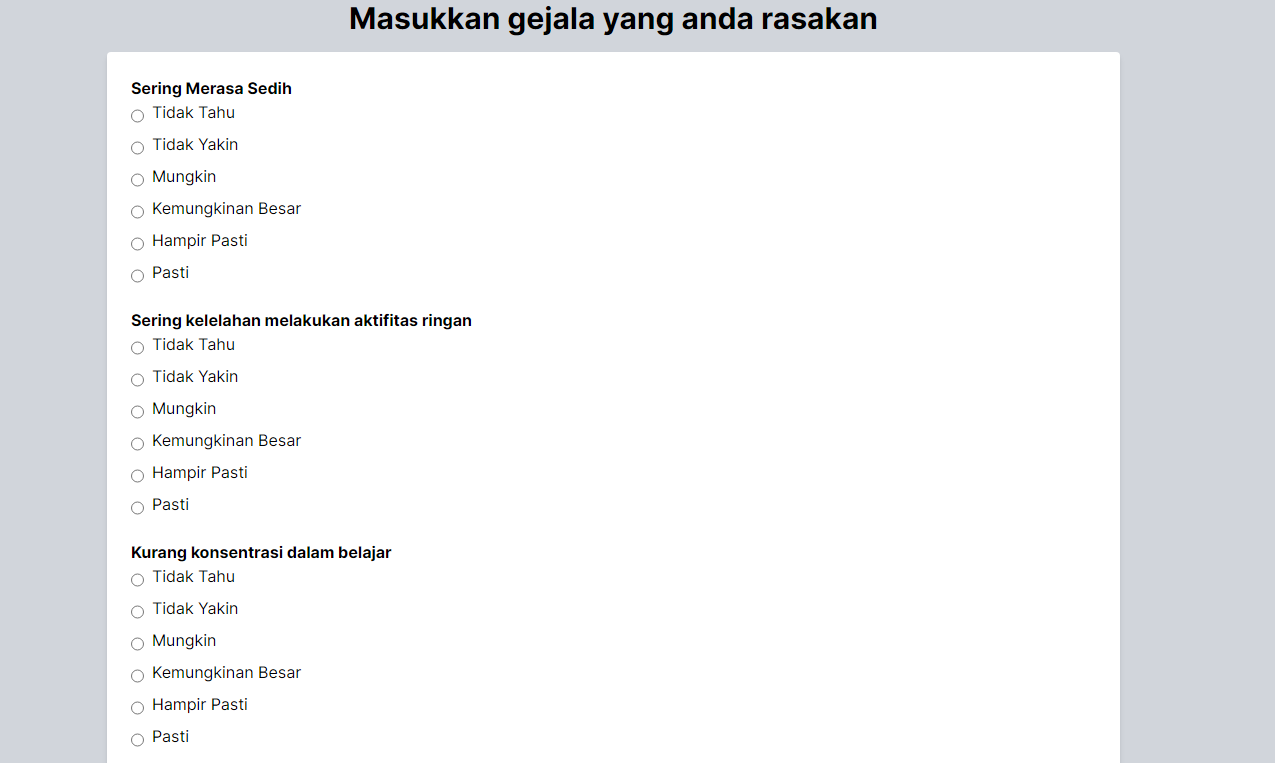 Masukkan gejala yang anda rasakan
Sering Merasa Sedih
Tidak Tahu
Tidak Yakin
Mungkin
Kemungkinan Besar
Hampir Pasti
Pasti
Sering kelelahan melakukan aktifitas ringan
Tidak Tahu
Tidak Yakin
Mungkin
Kemungkinan Besar
Hampir Pasti
Pasti
Kurang konsentrasi dalam belajar
Tidak Tahu
Tidak Yakin
Mungkin
Kemungkinan Besar
Hampir Pasti
Pasti